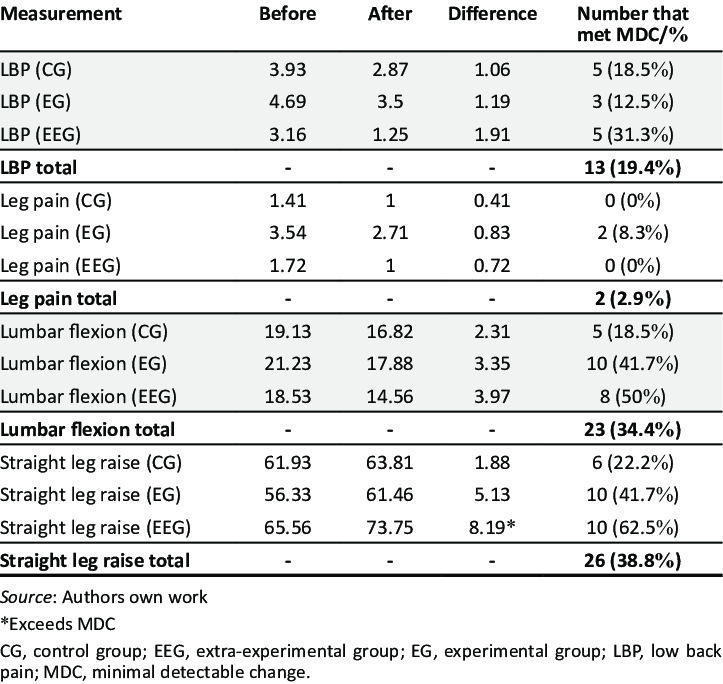 Measurement Before After Difference Number that met MDC/%
LBP (CG) 3.93 2.87 1.06 5 (18.5%)
LBP (EG) 4.69 3.5 1.19 3 (12.5%)
LBP (EEG) 3.16 1.25 1.91 5 (31.3%)
LBP total - - - 13 (19.4%)
Leg pain (CG) 1.41 1 0.41 0 (0%)
Leg pain (EG) 3.54 2.71 0.83 2 (8.3%)
Leg pain (EEG) 1.72 1 0.72 0 (0%)
Leg pain total - - - 2 (2.9%)
Lumbar flexion (CG) 19.13 16.82 2.31 5 (18.5%)
Lumbar flexion (EG) 21.23 17.88 3.35 10 (41.7%)
Lumbar flexion (EEG) 18.53 14.56 3.97 8 (50%)
Lumbar flexion total - - - 23 (34.4%)
Straight leg raise (CG) 61.93 63.81 1.88 6 (22.2%)
Straight leg raise (EG) 56.33 61.46 5.13 10 (41.7%)
Straight leg raise (EEG) 65.56 73.75 8.19* 10 (62.5%)
Straight leg raise total - - - 26 (38.8%)
Source: Authors own work
*Exceeds MDC
CG, control group; EEG, extra-experimental group; EG, experimental group; LBP, low back
pain; MDC, minimal detectable change.